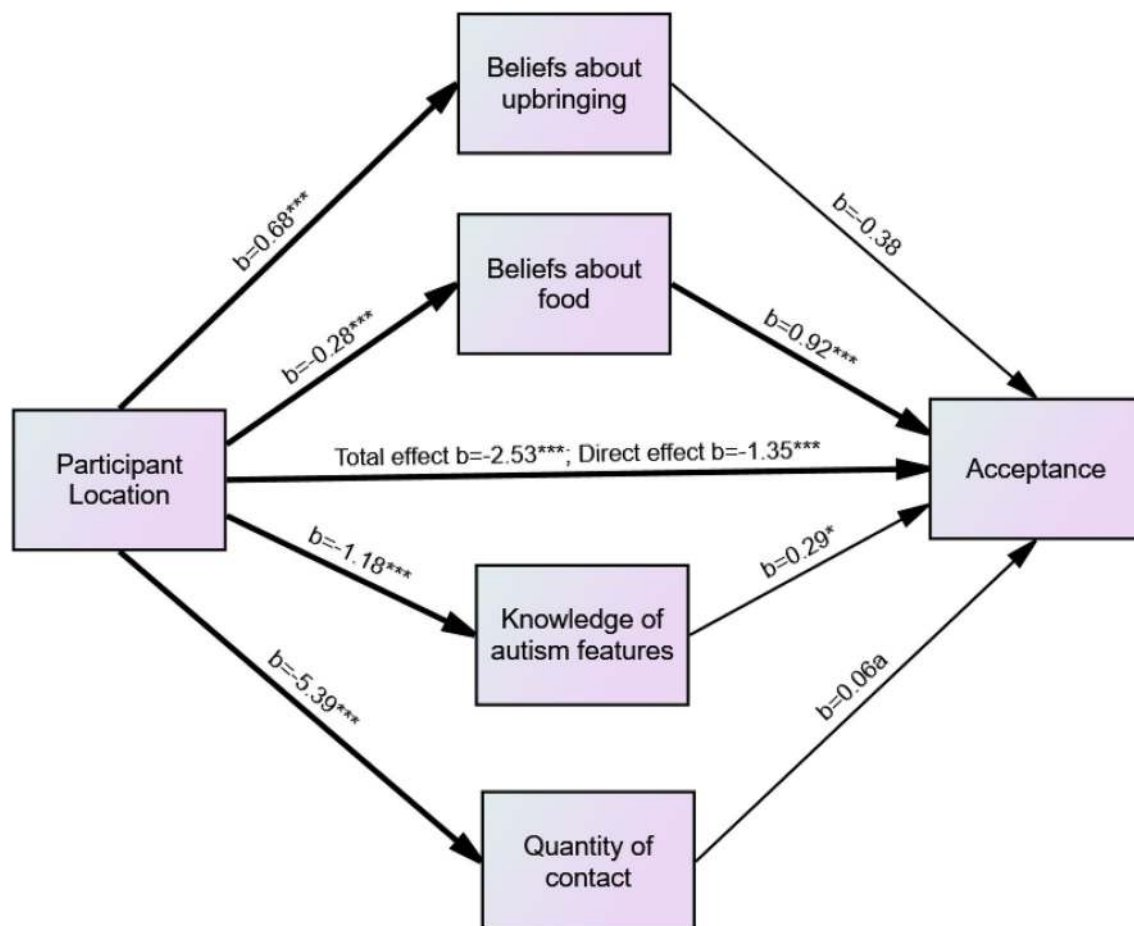 Beliefs about
upbringing
b=0.68***
b=-0.38
Beliefs about
food
b=-0.28***
b=0.92***
Participant
Location
Total effect b=-2.53***; Direct effect b=-1.35***
Acceptance
b=-1.18***
b=0.29*
Knowledge of
autism features
b=-5.39***
b=0.06a
Quantity of
contact